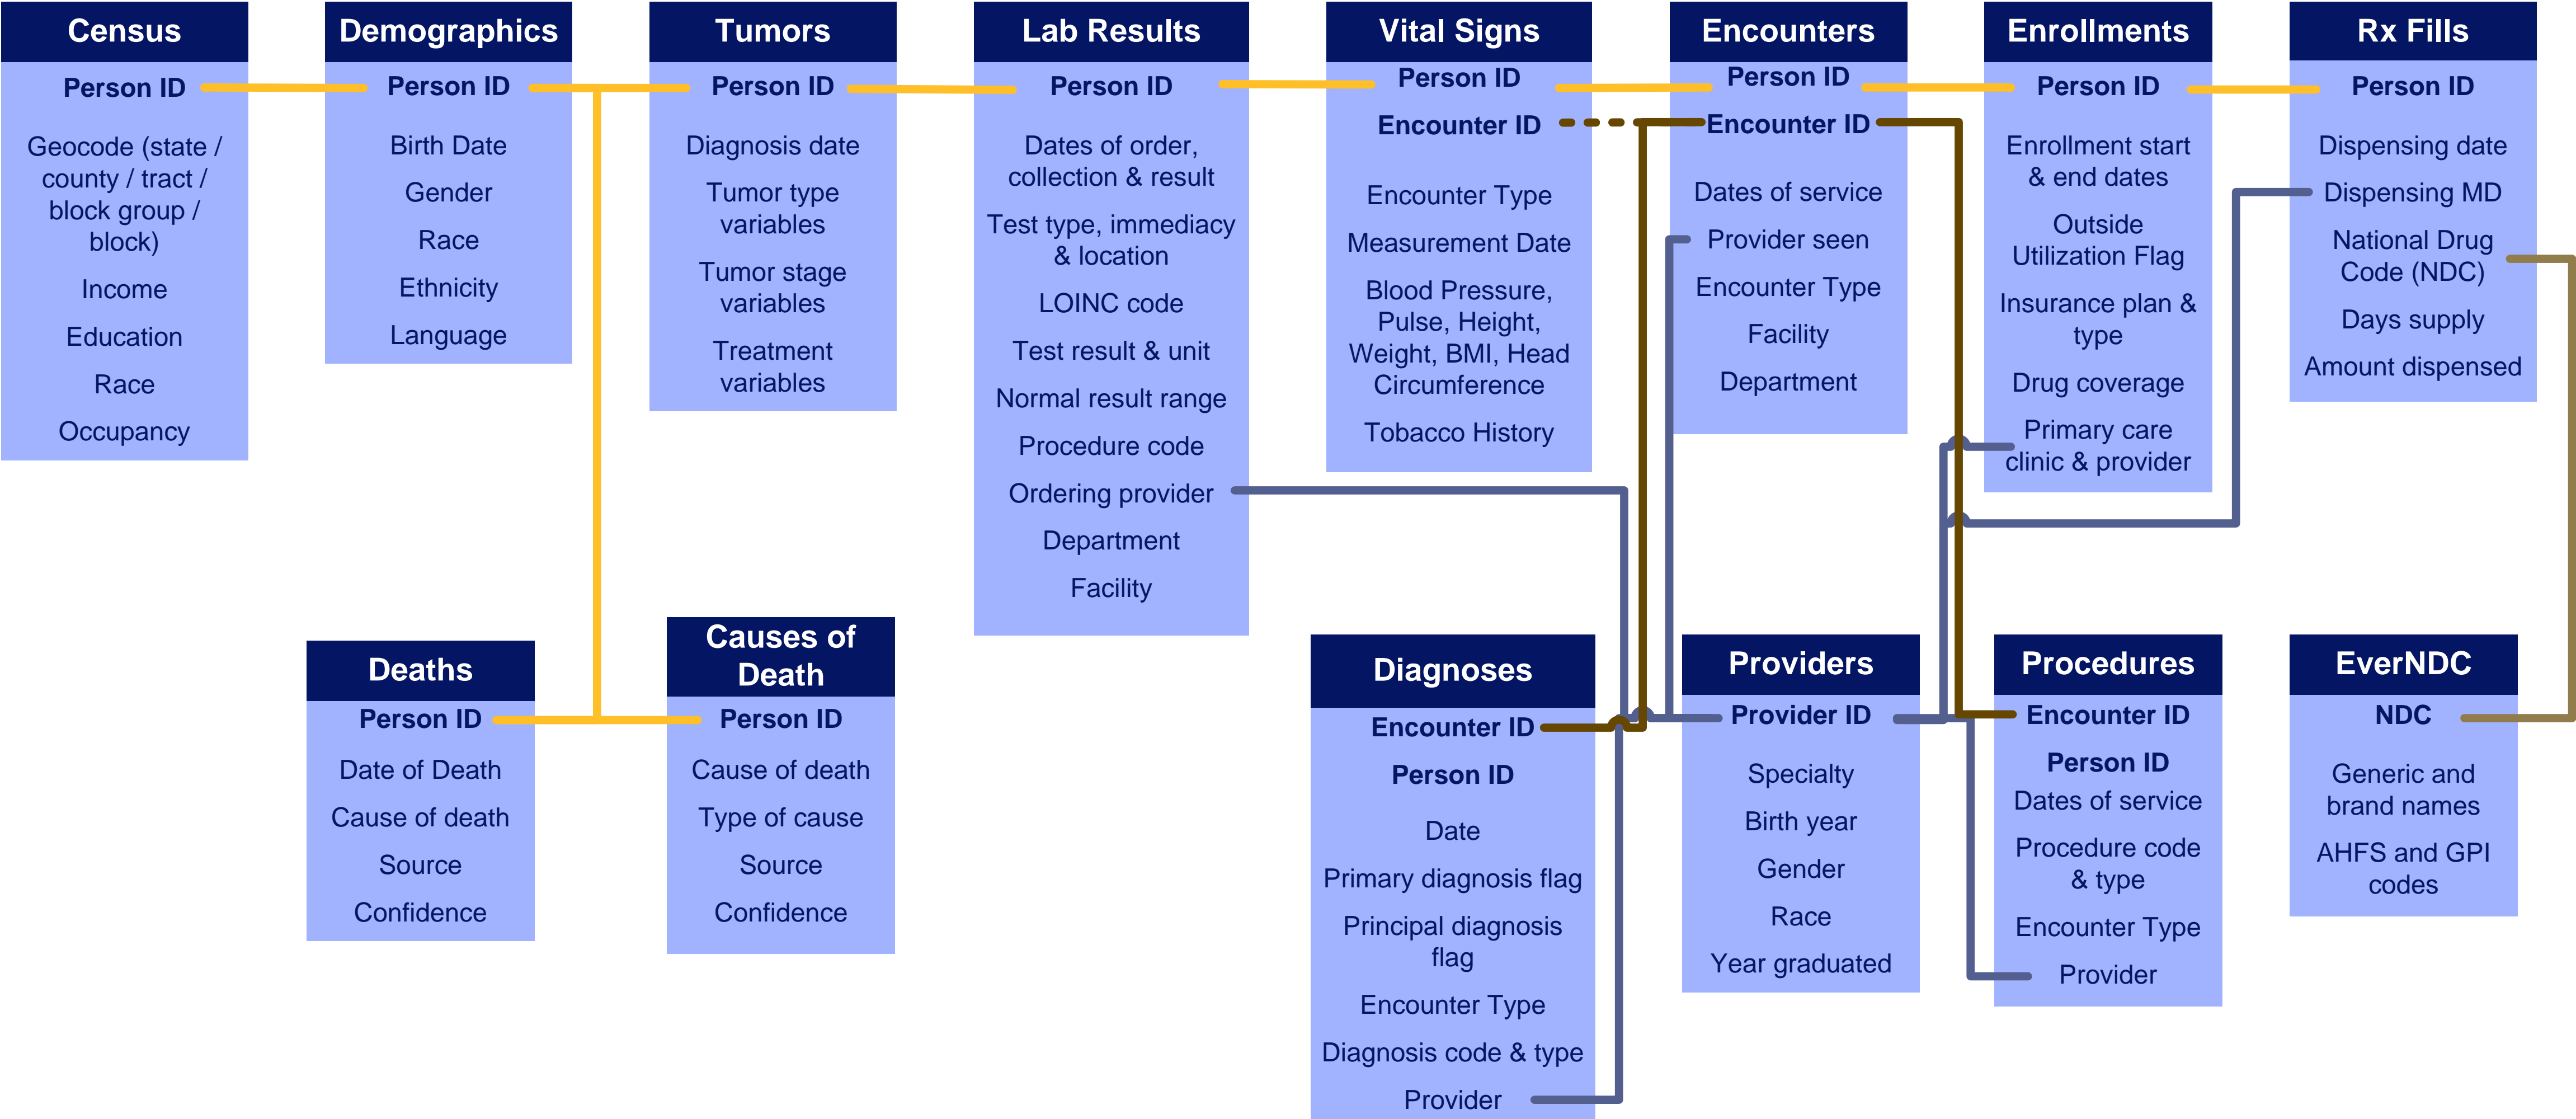 Census
Person ID
Geocode (state /
county / tract /
block group /
block)
Income
Education
Race
Occupancy
Demographics
Person ID
Birth Date
Gender
Race
Ethnicity
Language
Tumors
Person ID
Diagnosis date
Tumor type
variables
Tumor stage
variables
Treatment
variables
Lab Results
Person ID
Dates of order,
collection & result
Test type, immediacy
& location
LOINC code
Test result & unit
Normal result range
Procedure code
Ordering provider
Department
Facility
Vital Signs
Person ID
Encounter ID
Encounter Type
Measurement Date
Blood Pressure,
Pulse, Height,
Weight, BMI, Head
Circumference
Tobacco History
Encounters
Person ID
Encounter ID
Dates of service
Provider seen
Encounter Type
Facility
Department
Enrollments
Person ID
Enrollment start
& end dates
Outside
Utilization Flag
Insurance plan &
type
Drug coverage
Primary care
clinic & provider
Rx Fills
Person ID
Dispensing date
Dispensing MD
National Drug
Code (NDC)
Days supply
Amount dispensed
Deaths
Person ID
Date of Death
Cause of death
Source
Confidence
Causes of
Death
Person ID
Cause of death
Type of cause
Source
Confidence
Diagnoses
Encounter ID
Person ID
Date
Primary diagnosis flag
Principal diagnosis
flag
Encounter Type
Diagnosis code & type
Provider
Providers
Provider ID
Specialty
Birth year
Gender
Race
Year graduated
Procedures
Encounter ID
Person ID
Dates of service
Procedure code
& type
Encounter Type
Provider
EverNDC
NDC
Generic and
brand names
AHFS and GPI
codes